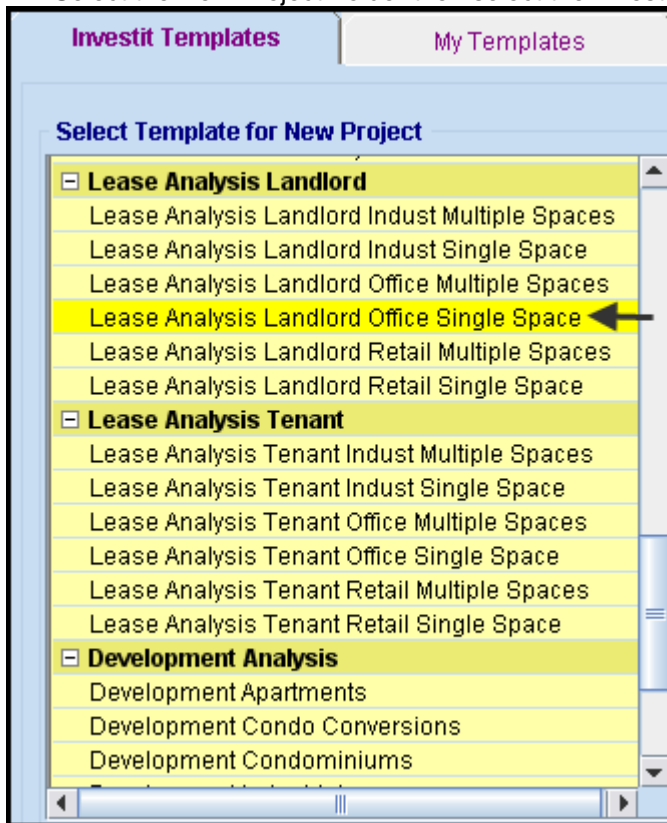 Investit Templates
My Templates
Select Template for New Project
Lease Analysis Landlord
Lease Analysis Landlord Indust Multiple Spaces
Lease Analysis Landlord Indust Single Space
Lease Analysis Landlord Office Multiple Spaces
Lease Analysis Landlord Office Single Space
Lease Analysis Landlord Retail Multiple Spaces
Lease Analysis Landlord Retail Single Space
Lease Analysis Tenant
Lease Analysis Tenant Indust Multiple Spaces
Lease Analysis Tenant Indust Single Space
Lease Analysis Tenant Office Multiple Spaces
Lease Analysis Tenant Office Single Space
Lease Analysis Tenant Retail Multiple Spaces
Lease Analysis Tenant Retail Single Space
Development Analysis
Development Apartments
Development Condo Conversions
Development Condominiums